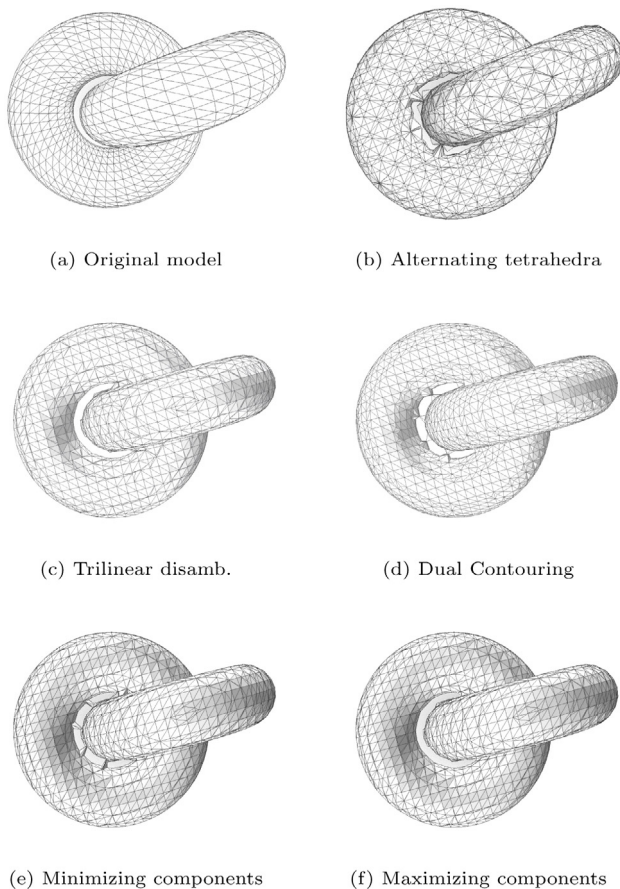 (a) Original model
(b) Alternating tetrahedra
(c) Trilinear disamb.
(d) Dual Contouring
(e) Minimizing components
(f) Maximizing components